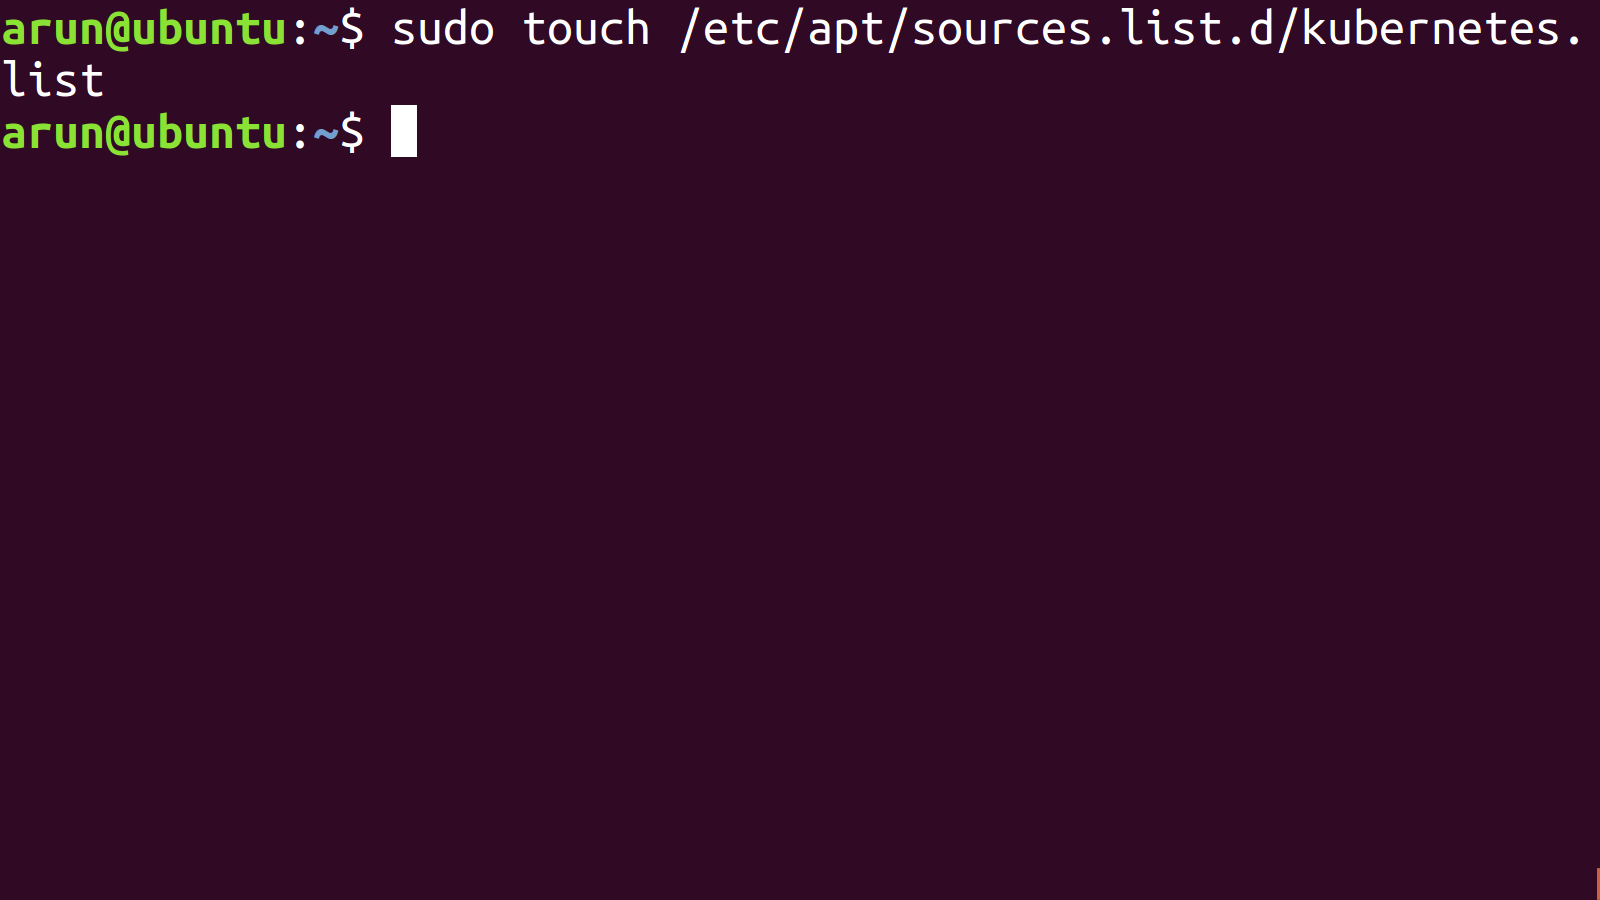 arun@ubuntu:~$ sudo touch /etc/apt/sources.list.d/kubernetes.
list
arun@ubuntu:~$